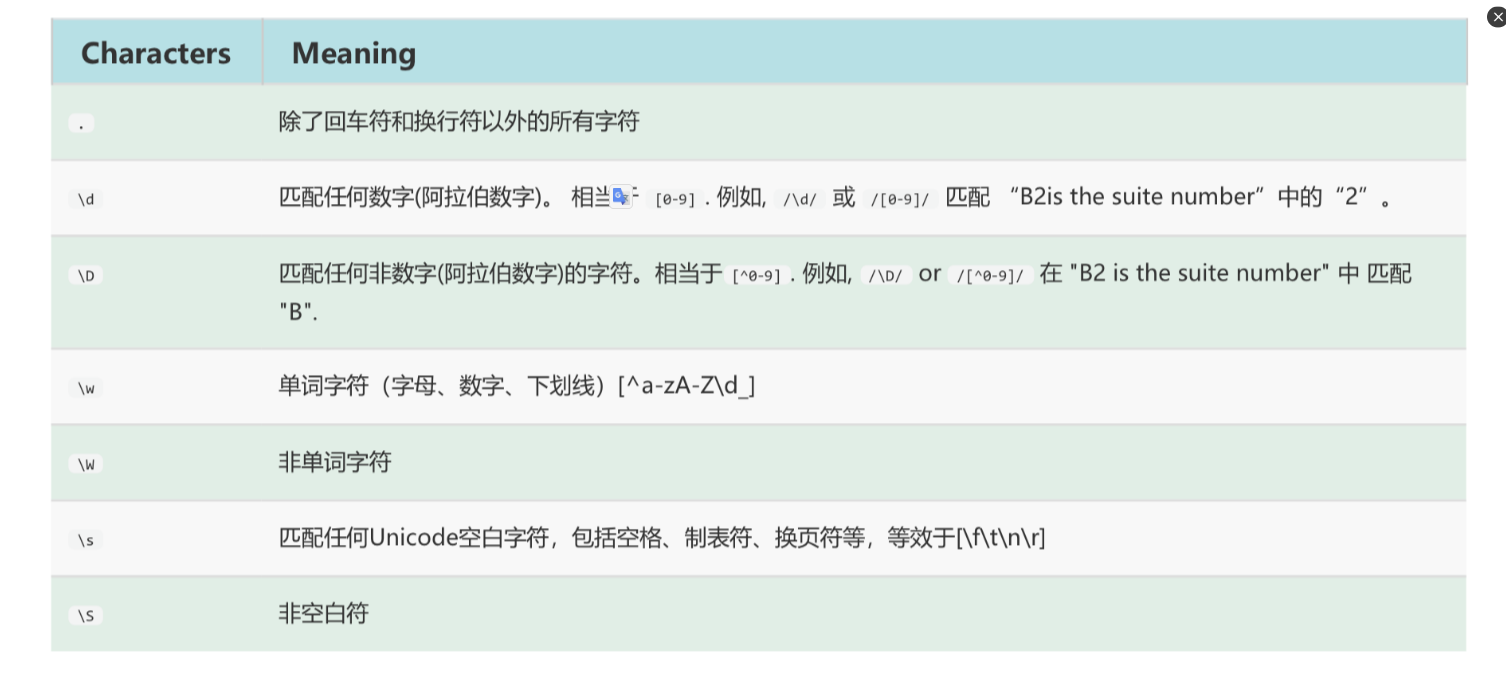 Characters Meaning
. 除了回车符和换行符以外的所有字符
\d 匹配任何数字(阿拉伯数字)。 相当于 [0-9] . 例如, /\d/ 或 /[0-9]/ 匹配 “B2is the suite number”中的“2”。
\D 匹配任何非数字(阿拉伯数字)的字符。相当于 [^0-9] . 例如, /\D/ or /[^0-9]/ 在 "B2 is the suite number" 中 匹配
"B".
\w 单词字符（字母、数字、下划线）[^a-zA-Z\d_]
\W 非单词字符
\s 匹配任何Unicode空白字符，包括空格、制表符、换页符等，等效于[\f\t\n\r]
\S 非空白符